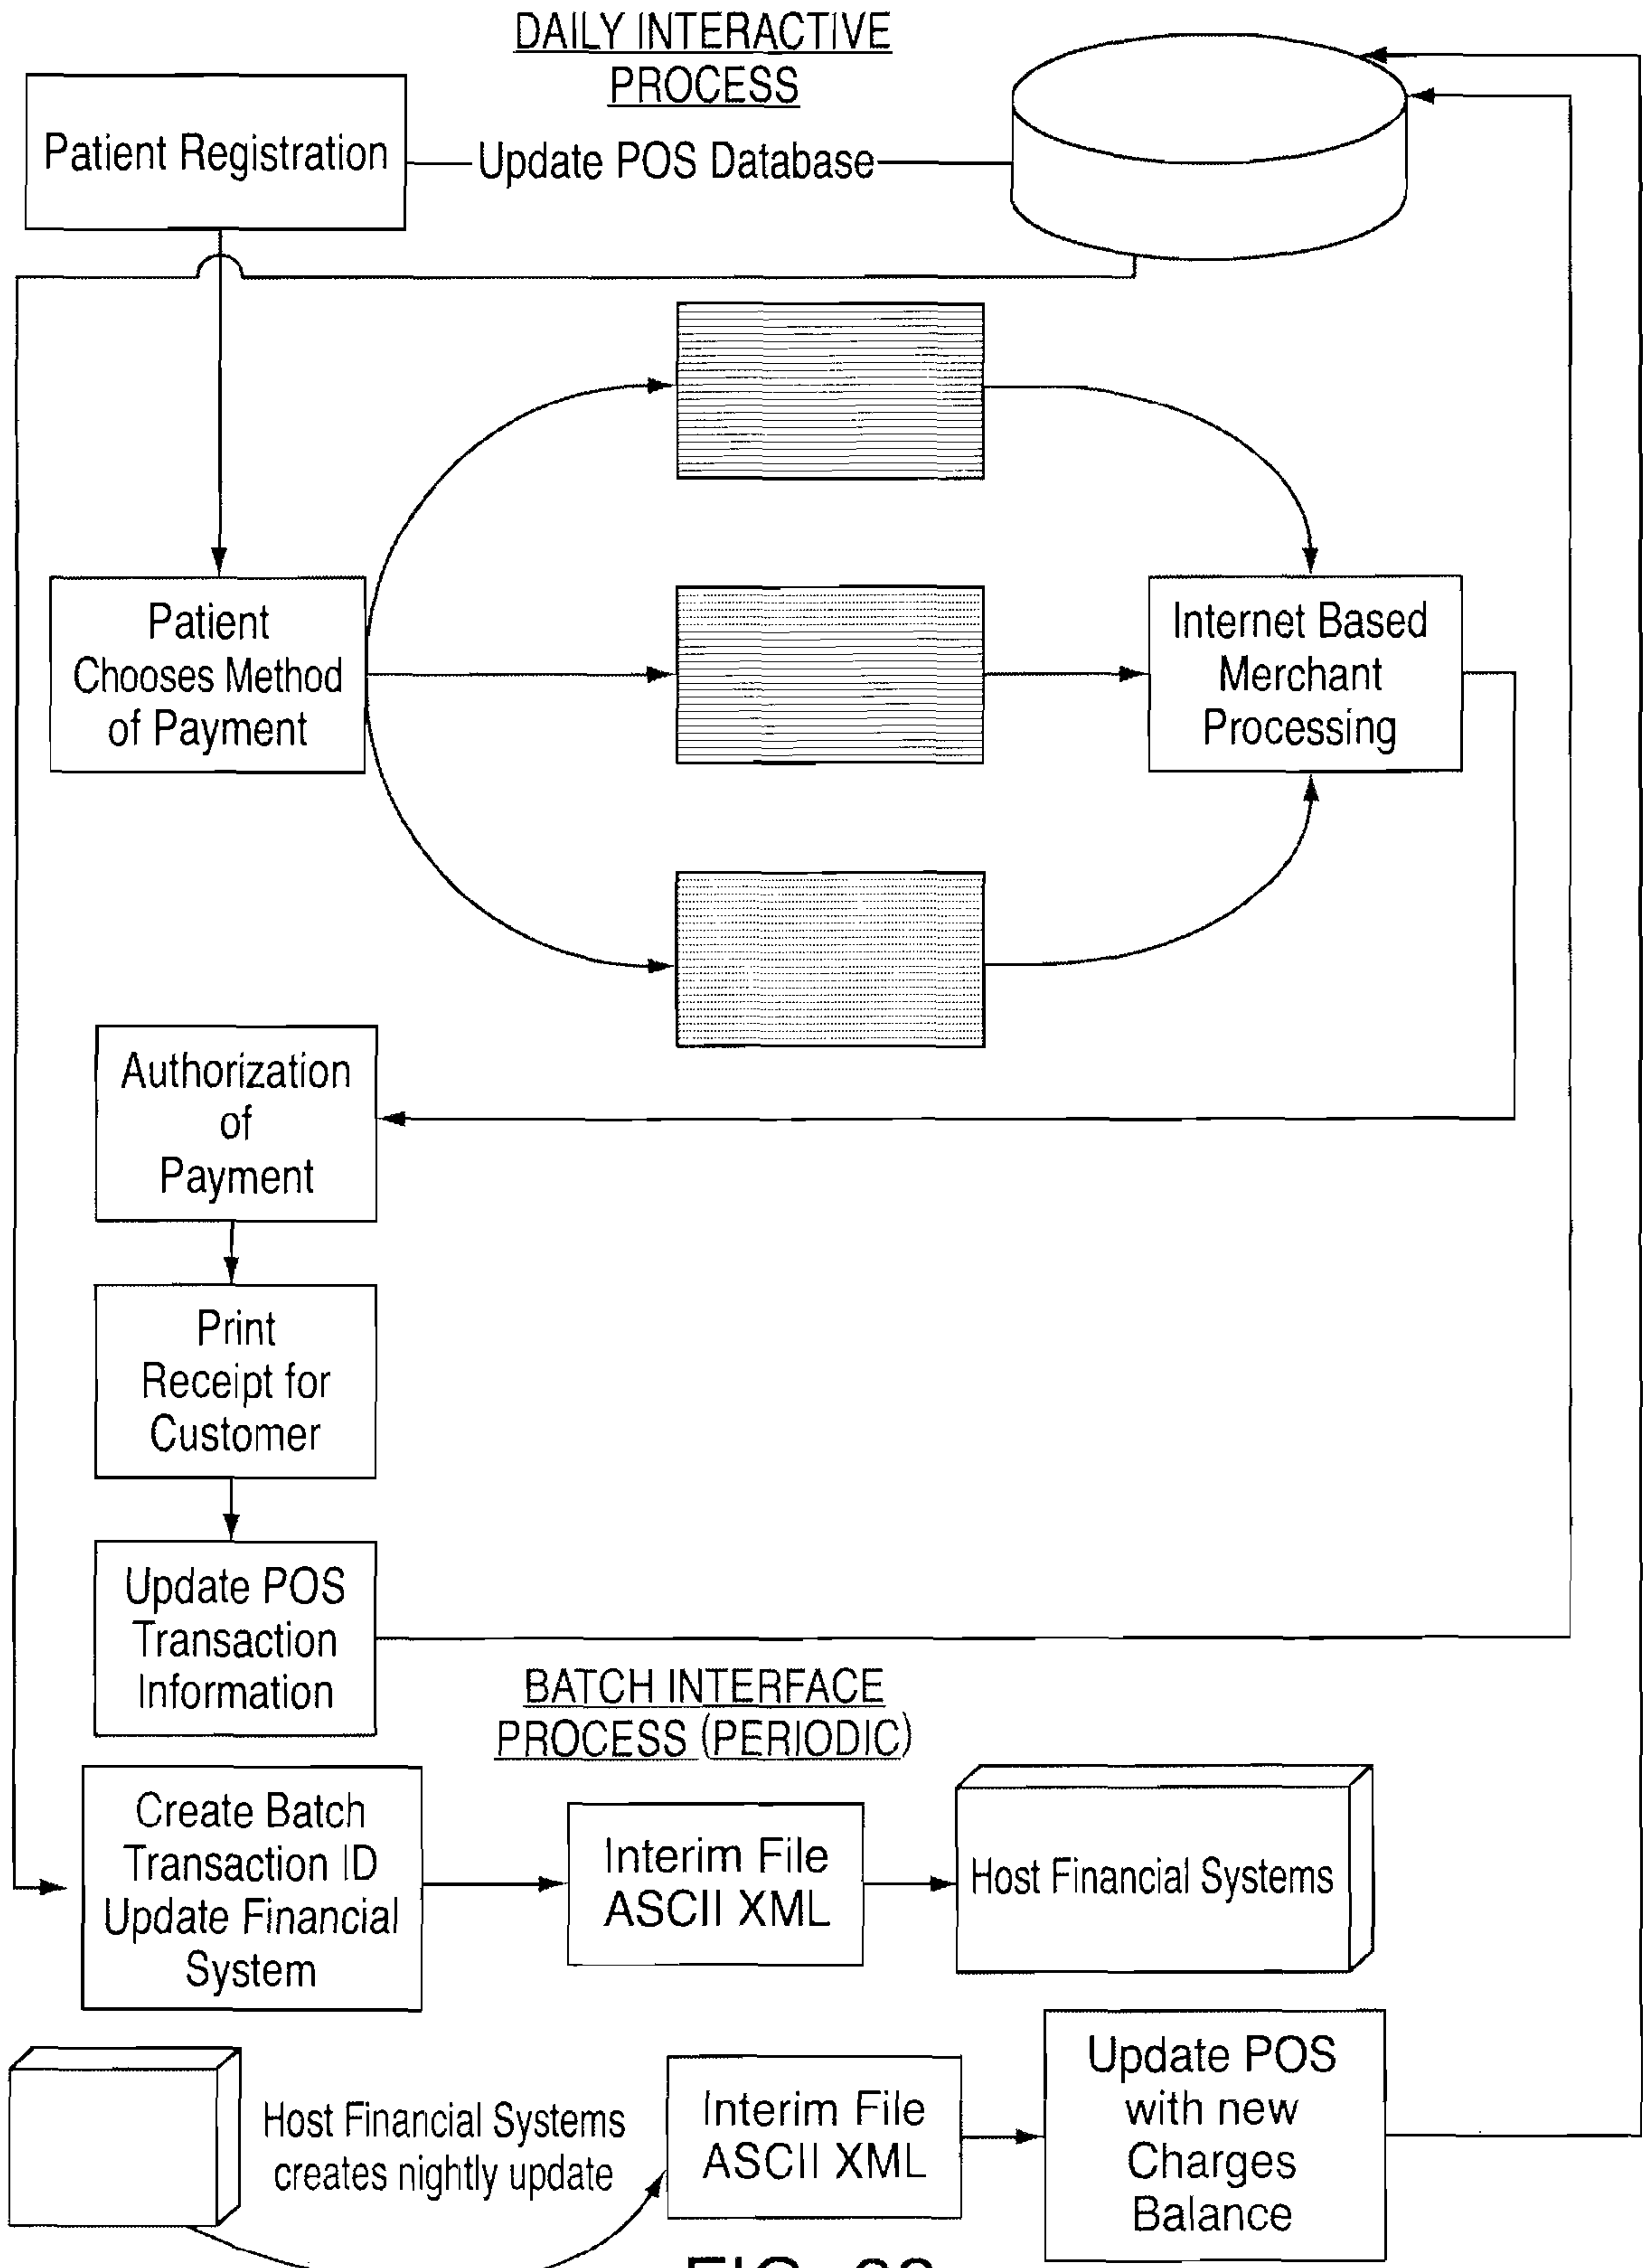 DAILY INTERACTIVE
PROCESS
Patient Registration
Update POS Database
Patient
Chooses Method
of Payment
Internet Based
Merchant
Processing
Authorization
of
Payment
Print
Receipt for
Customer
Update POS
Transaction
Information
BATCH INTERFACE
PROCESS (PERIODIC)
Create Batch
Transaction ID
Update Financial
System
Interim File
ASCII XML
Host Financial Systems
Host Financial Systems
creates nightly update
Interim File
ASCII XML
Update POS
with new
Charges
Balance